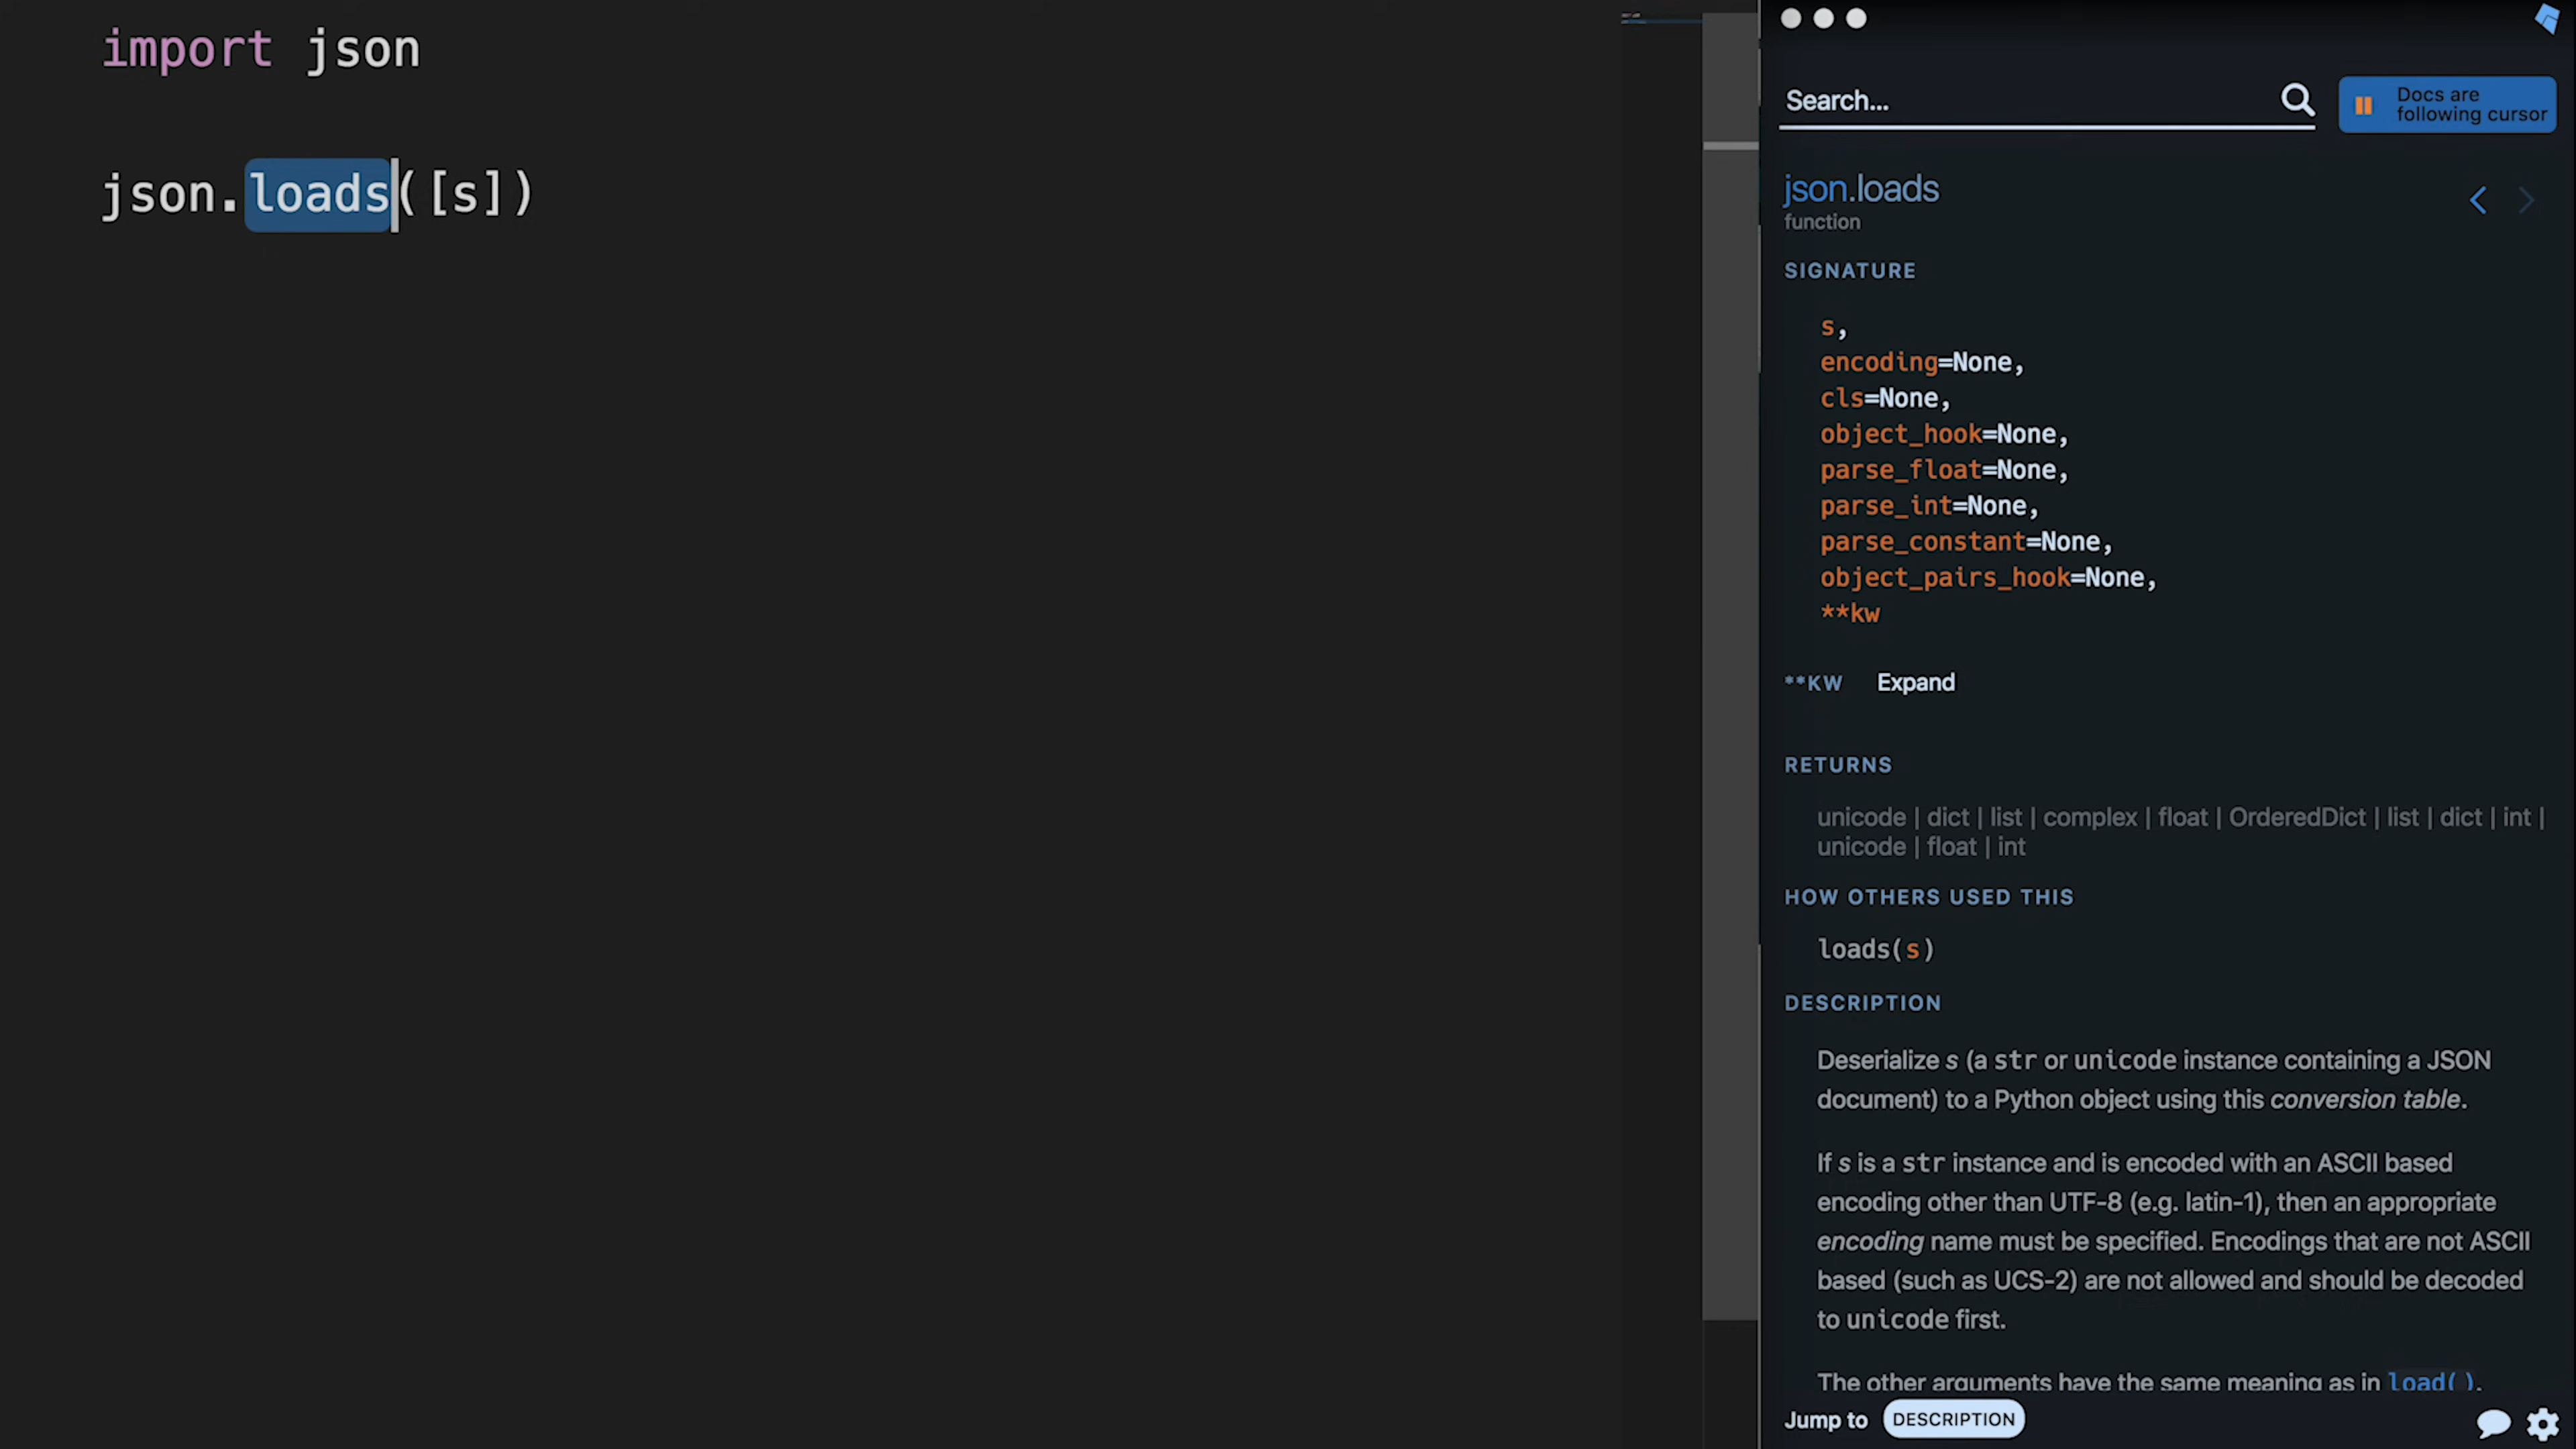 import json
json.loads([s])
Search...
Docs are
following cursor
json.loads
function
SIGNATURE
s,
encoding=None,
cls=None,
object_hook=None,
parse_float=None,
parse_int=None,
parse_constant=None,
object_pairs_hook=None,
**kw
**KW Expand
RETURNS
unicode | dict | list | complex | float | OrderedDict | list | dict | int |
unicode | float | int
HOW OTHERS USED THIS
loads(s)
DESCRIPTION
Deserialize s (a str or unicode instance containing a JSON
document) to a Python object using this conversion table.
If s is a str instance and is encoded with an ASCII based
encoding other than UTF-8 (e.g. latin-1), then an appropriate
encoding name must be specified. Encodings that are not ASCII
based (such as UCS-2) are not allowed and should be decoded
to unicode first.
The other arguments have the same meaning as in load().
Jump to DESCRIPTION